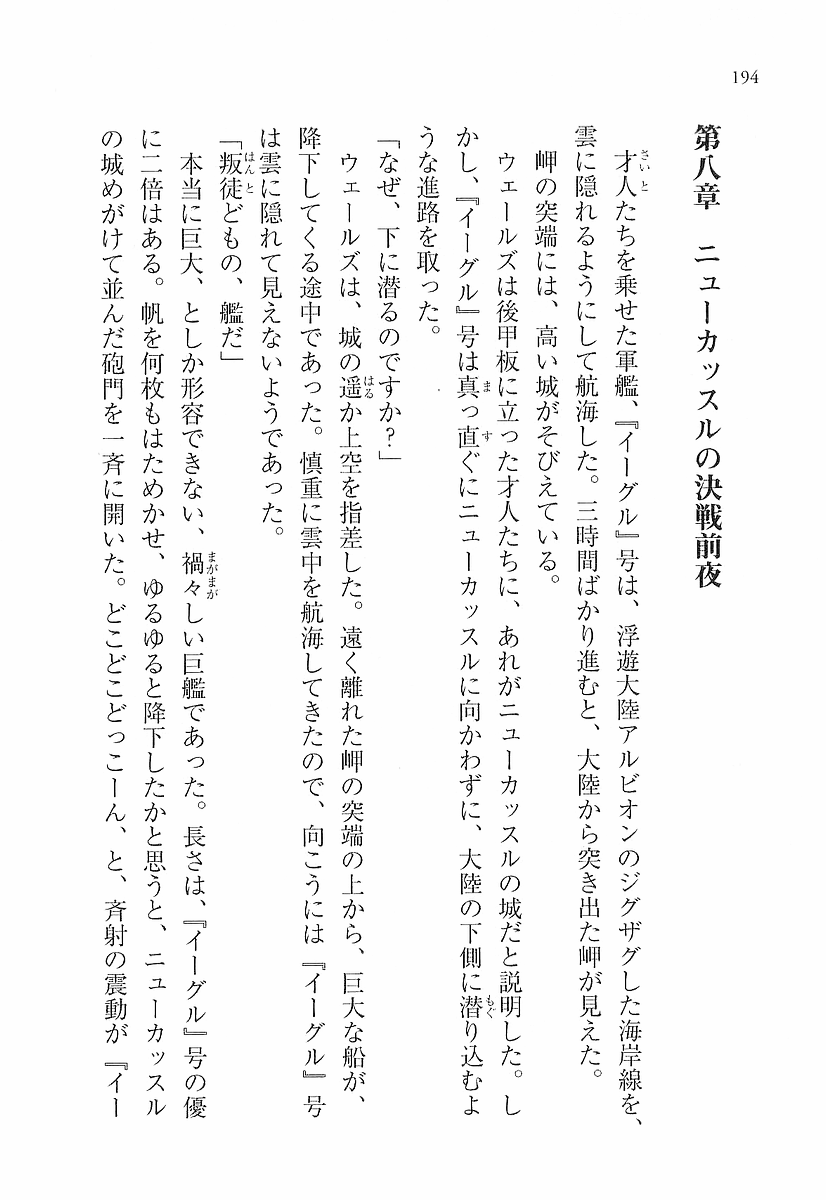 194
第八章　ニューカッスルの決戦前夜
　才人たちを乗せた軍艦、『イーグル』号は、浮遊大陸アルビオンのジグザグした海岸線を、
雲に隠れるようにして航海した。三時間ばかり進むと、大陸から突き出た岬が見えた。
　岬の突端には、高い城がそびえている。
　ウェールズは後甲板に立った才人たちに、あれがニューカッスルの城だと説明した。し
かし、『イーグル』号は真っ直ぐにニューカッスルに向かわずに、大陸の下側に潜り込むよ
うな進路を取った。
「なぜ、下に潜るのですか？」
　ウェールズは、城の遥か上空を指差した。遠く離れた岬の突端の上から、巨大な船が、
降下してくる途中であった。慎重に雲中を航海してきたので、向こうには『イーグル』号
は雲に隠れて見えないようであった。
「叛徒どもの、艦だ」
　本当に巨大、としか形容できない、禍々しい巨艦であった。長さは、『イーグル』号の優
に二倍はある。帆を何枚もはためかせ、ゆるゆると降下したかと思うと、ニューカッスル
の城めがけて並んだ砲門を一斉に開いた。どこどこどっこーん、と、斉射の震動が『イー